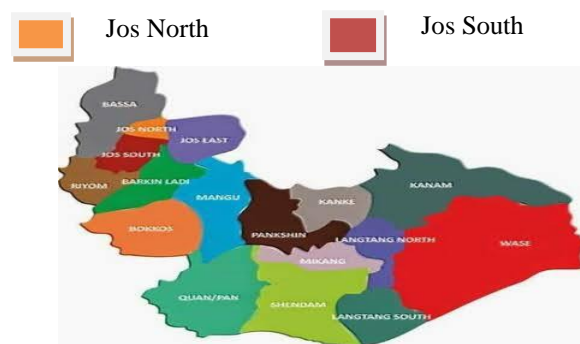 Jos North
Jos South
BASSA
JOS NORTH
JOS EAST
JOS SOUTH
RIYOM
BARKIN LADI
MANGU
KANKE
KANAM
BOKKOS
PANKSHIN
LANGTANG NORTH
WASE
MIKANG
QUAN/PAN
SHENDAM
LANGTANG SOUTH